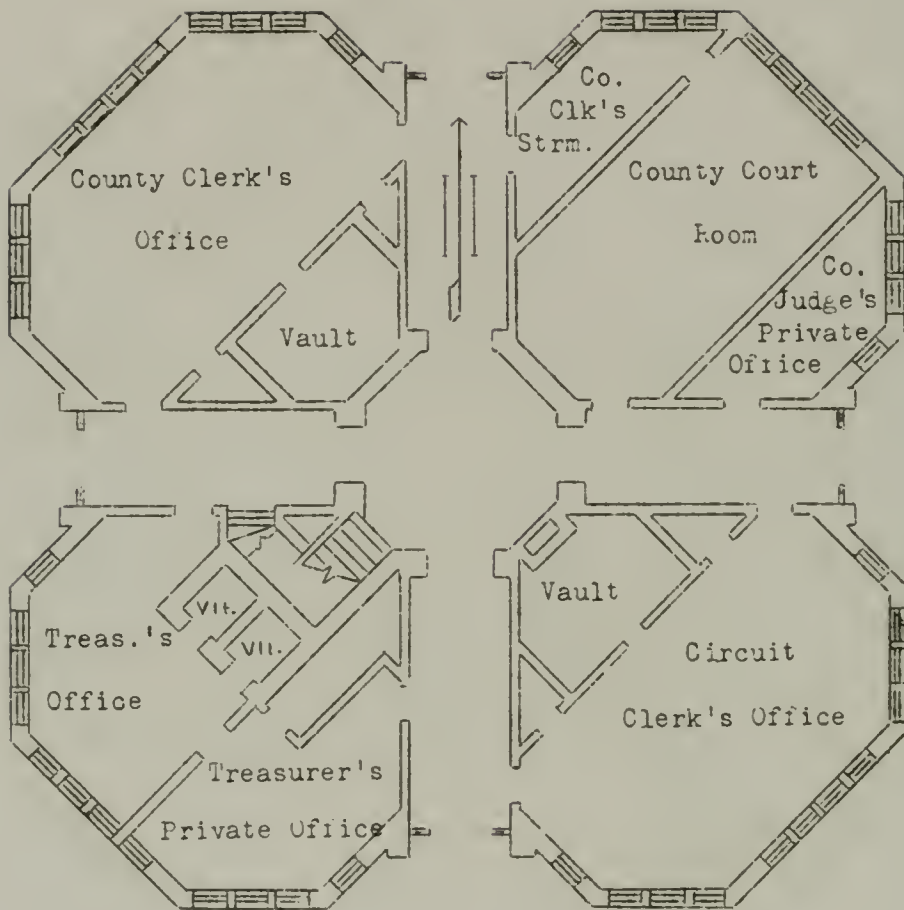 County Clerk's
Office
Vault
Co.
Clk's
Strm.
County Court
Room
Co.
Judge's
Private
Office
Vlt.
Vlt.
Treas.'s
Office
Treasurer's
Private Office
Vault
Circuit
Clerk's Office